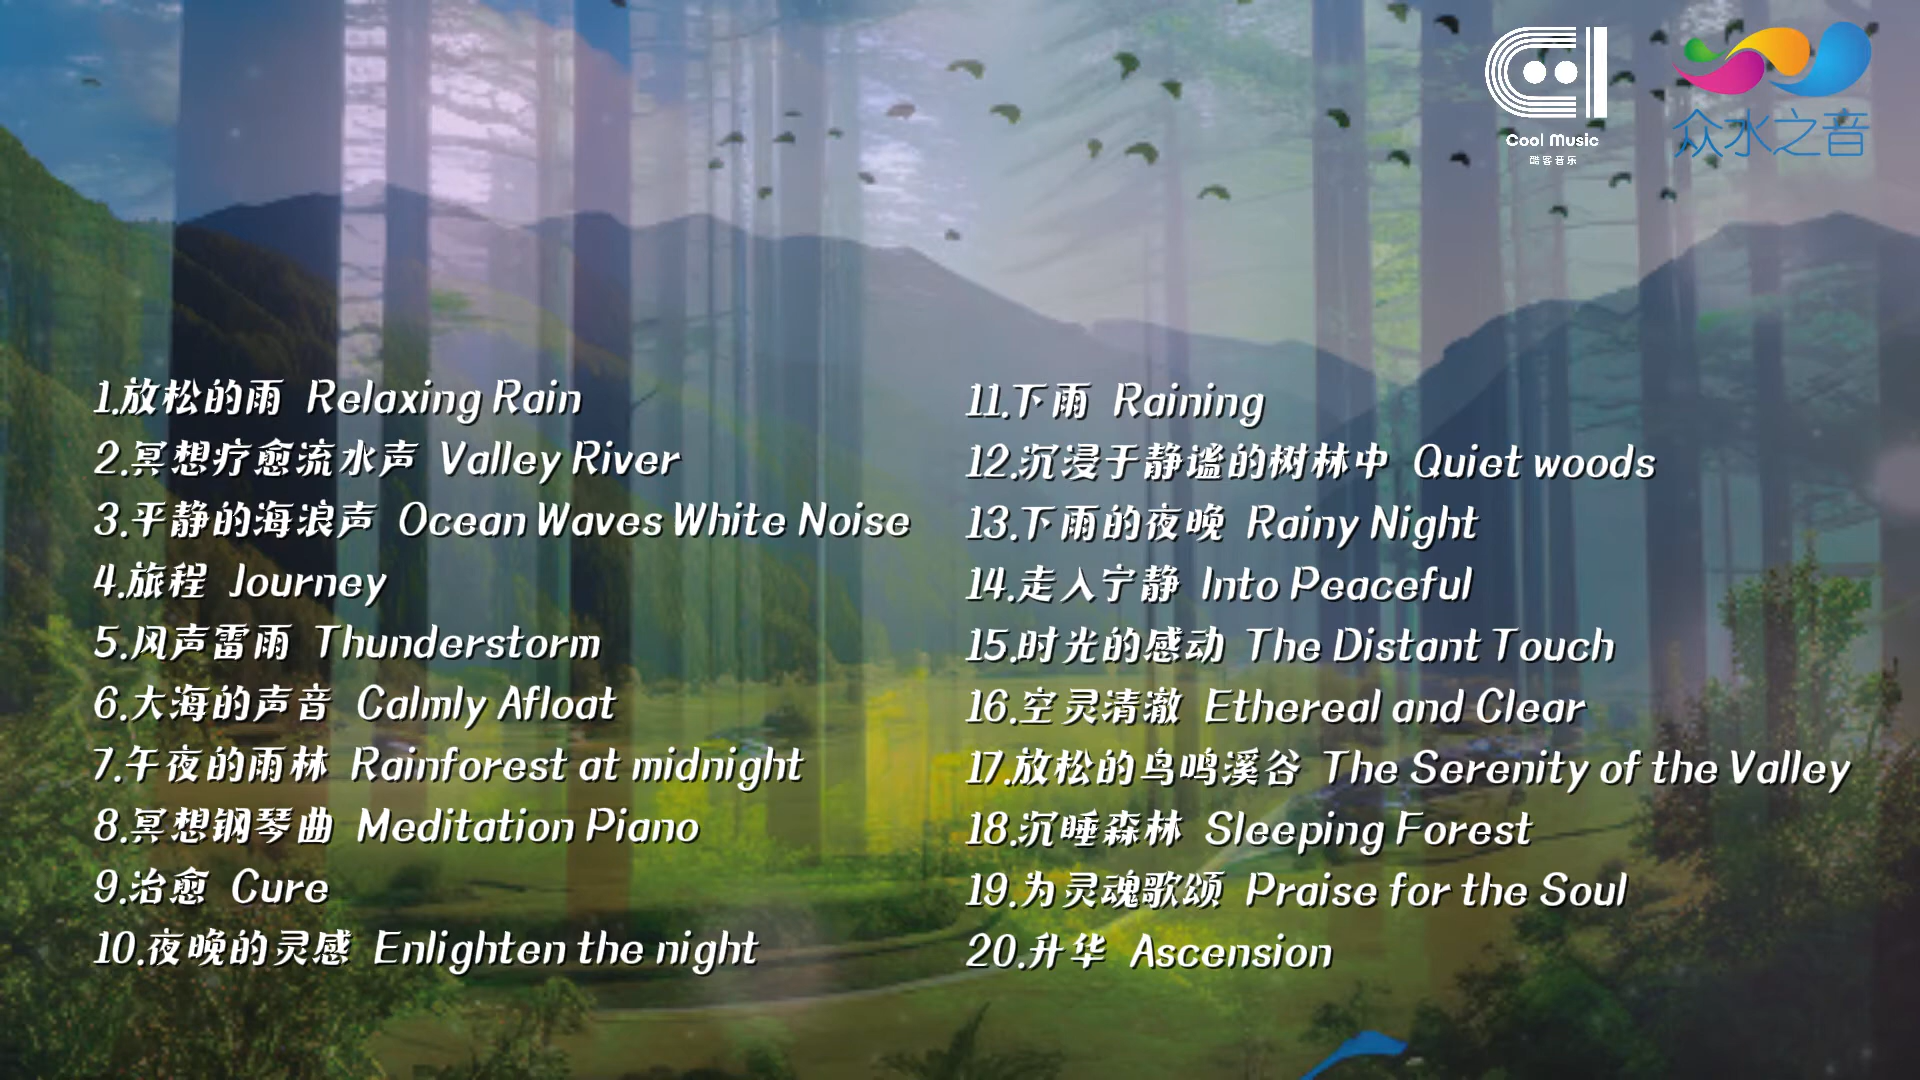 Cool Music
酷客音乐
众水之音
1.放松的雨 Relaxing Rain
2.冥想疗愈流水声 Valley River
3.平静的海浪声 Ocean Waves White Noise
4.旅程 Journey
5.风声雷雨 Thunderstorm
6.大海的声音 Calmly Afloat
7.午夜的雨林 Rainforest at midnight
8.冥想钢琴曲 Meditation Piano
9.治愈 Cure
10.夜晚的灵感 Enlighten the night
11.下雨 Raining
12.沉浸于静谧的树林中 Quiet woods
13.下雨的夜晚 Rainy Night
14.走入宁静 Into Peaceful
15.时光的感动 The Distant Touch
16.空灵清澈 Ethereal and Clear
17.放松的鸟鸣溪谷 The Serenity of the Valley
18.沉睡森林 Sleeping Forest
19.为灵魂歌颂 Praise for the Soul
20.升华 Ascension